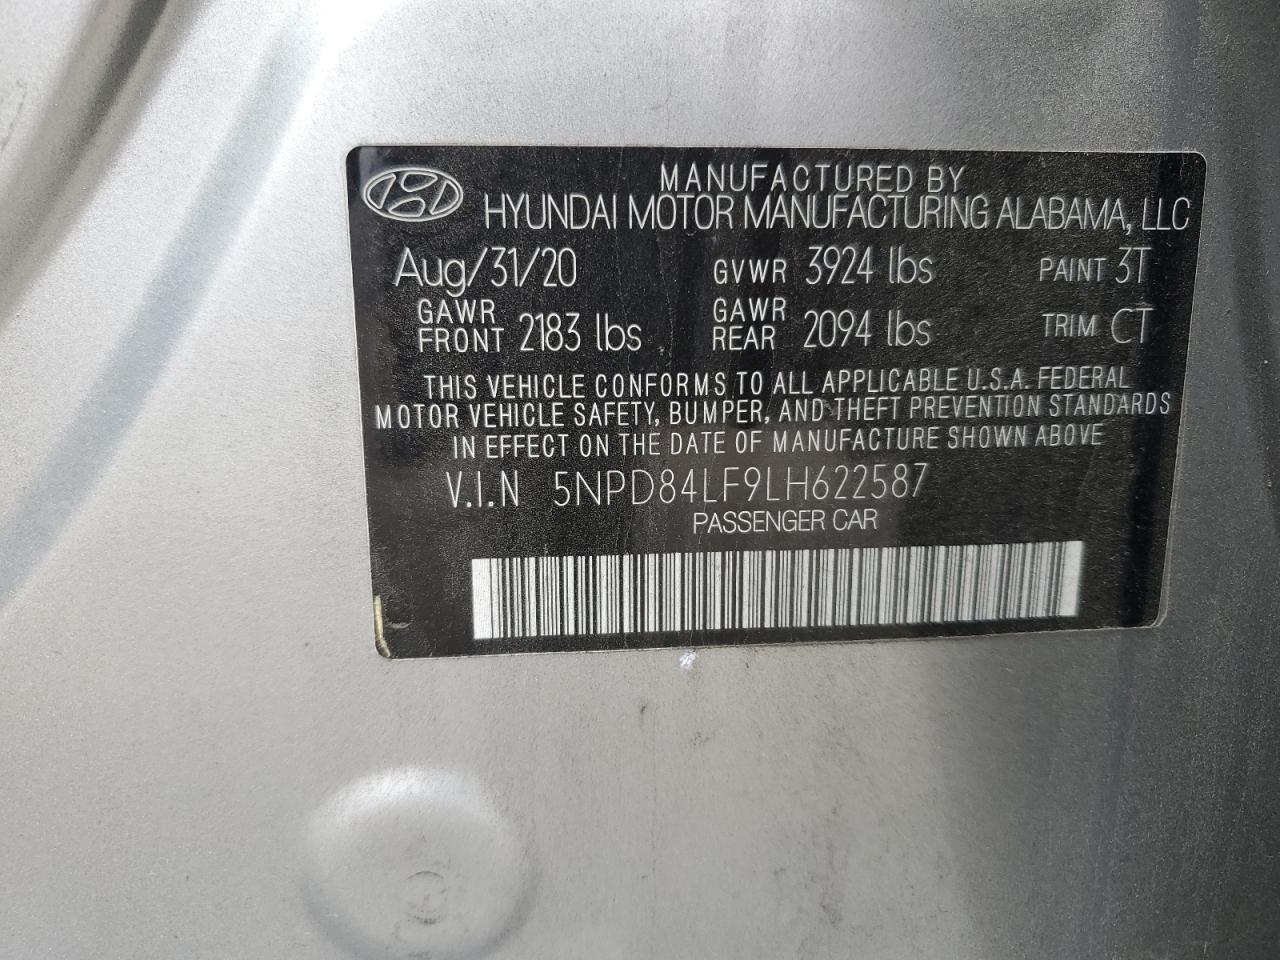 MANUFACTURED BY
HYUNDAI MOTOR MANUFACTURING ALABAMA, LLC
Aug/31/20 GVWR 3924 lbs PAINT 3T
GAWR FRONT 2183 lbs GAWR REAR 2094 lbs TRIM CT
THIS VEHICLE CONFORMS TO ALL APPLICABLE U.S.A. FEDERAL
MOTOR VEHICLE SAFETY, BUMPER, AND THEFT PREVENTION STANDARDS
IN EFFECT ON THE DATE OF MANUFACTURE SHOWN ABOVE
V.I.N 5NPD84LF9LH622587
PASSENGER CAR